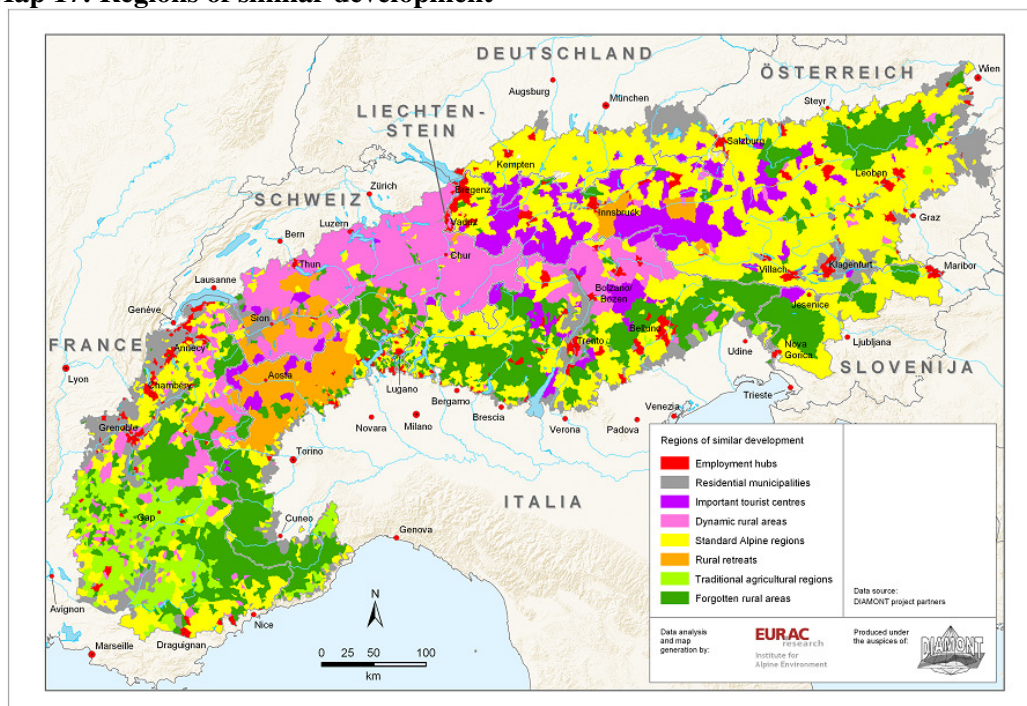 Map 17: Regions of similar development
DEUTSCHLAND
ÖSTERREICH
Wien
Augsburg
München
Steyr
LIECHTEN-
STEIN
Salzburg
Kempten
Leoben
Zürich
Bregenz
SCHWEIZ
Innsbruck
Graz
Luzern
Vaduz
Bern
Chur
Thun
Villach
Klagenfurt
Maribor
Lausanne
Bolzano/
Bozen
Jesenice
Genève
Sion
Belluno
FRANCE
Annecy
Trento
Nova
Gorica
Ljubljana
Udine
SLOVENIJA
Lyon
Aosta
Chambéry
Lugano
Trieste
Bergamo
Brescia
Venezia
Grenoble
Novara
Milano
Verona
Padova
Torino
ITALIA
Gap
Cuneo
Genova
Avignon
Nice
Marseille
Draguignan
N
0 25 50 100
km
Regions of similar development
Employment hubs
Residential municipalities
Important tourist centres
Dynamic rural areas
Standard Alpine regions
Rural retreats
Traditional agricultural regions
Forgotten rural areas
Data source:
DIAMONT project partners
Data analysis
and map
generation by:
EURAC
research
Institute for
Alpine Environment
Produced under
the auspices of:
DIAMONT